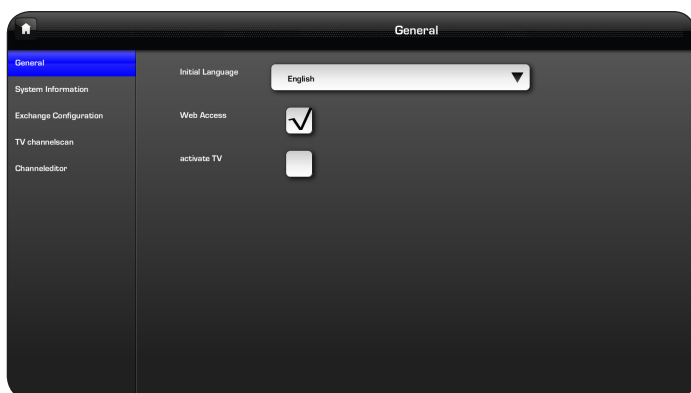 General
General
System Information
Exchange Configuration
TV channelscan
Channeleditor
Initial Language
English
Web Access
activate TV